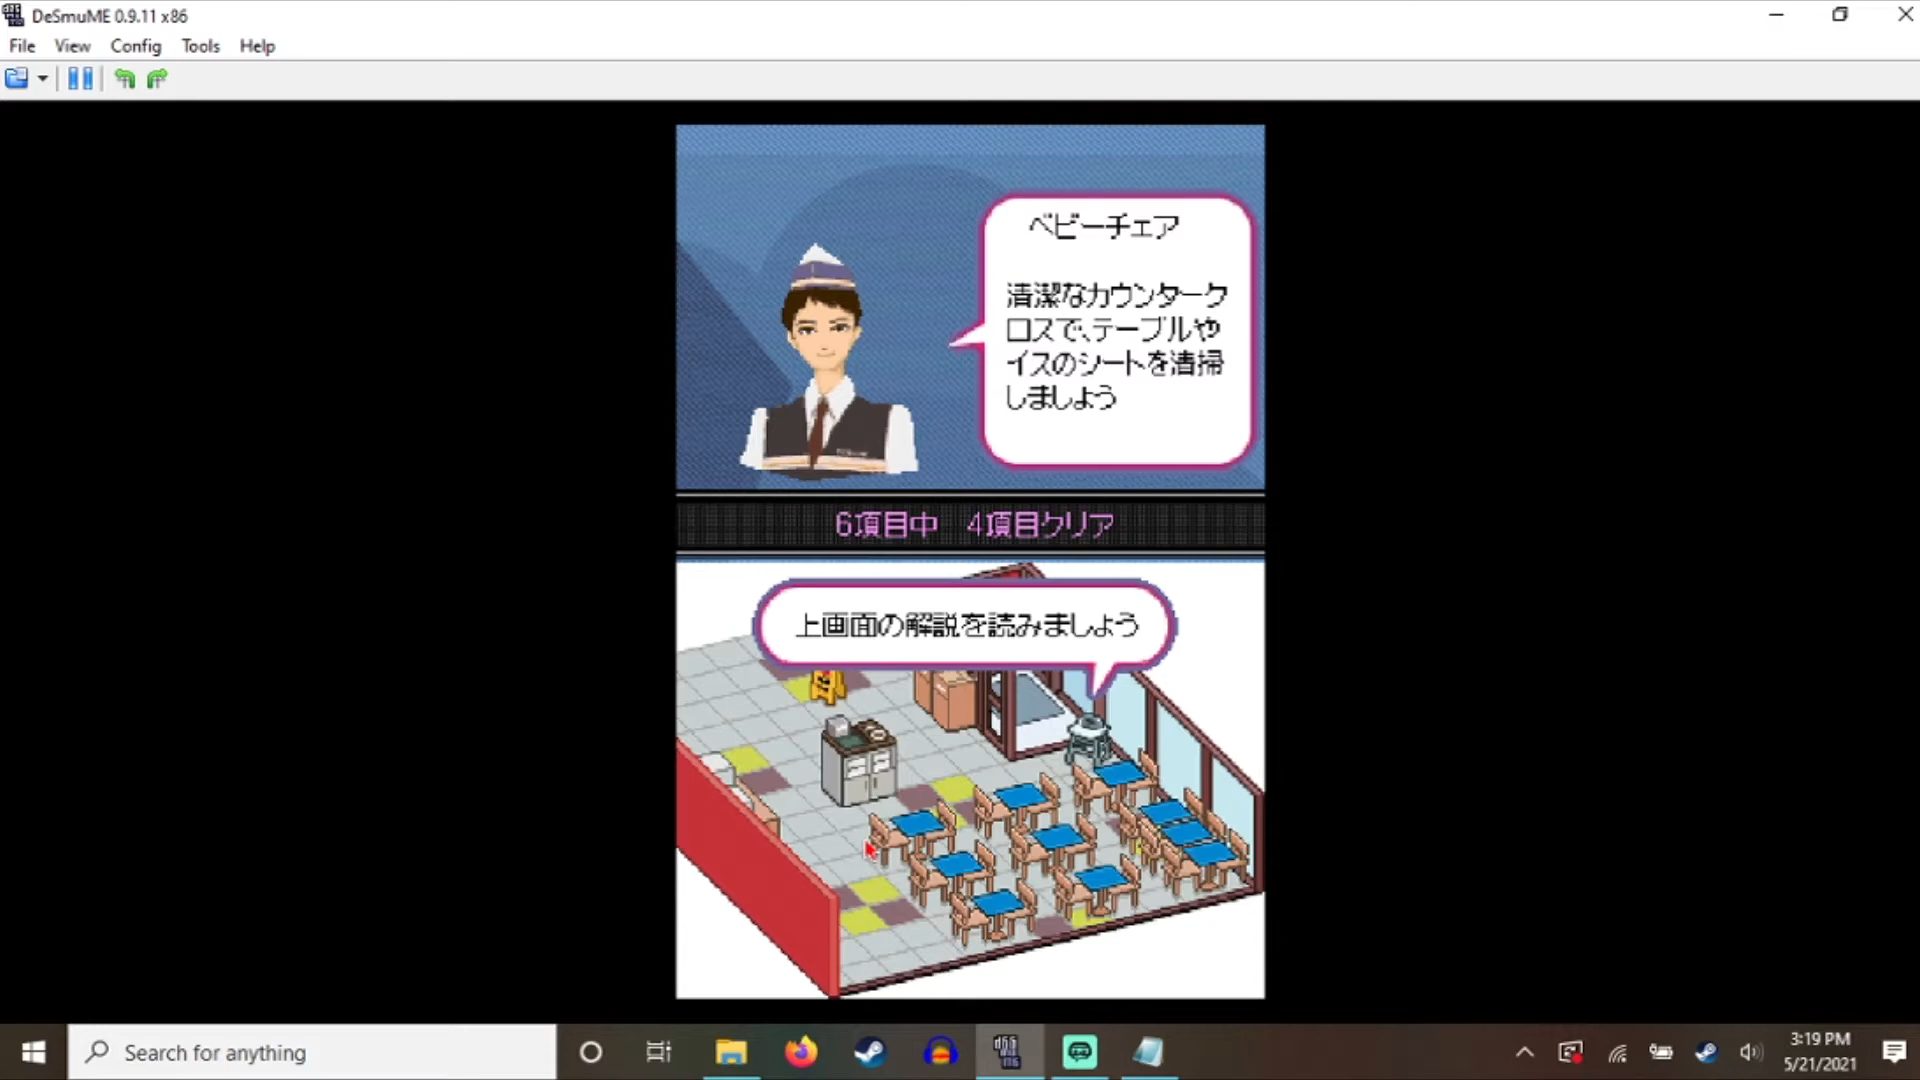 DeSmuME 0.9.11 x86
File View Config Tools Help
ベビーチェア
清潔なカウンターク
ロスで、テーブルや
イスのシートを清掃
しましょう
6項目中 4項目クリア
上画面の解説を読みましょう
Search for anything
3:19 PM
5/21/2021